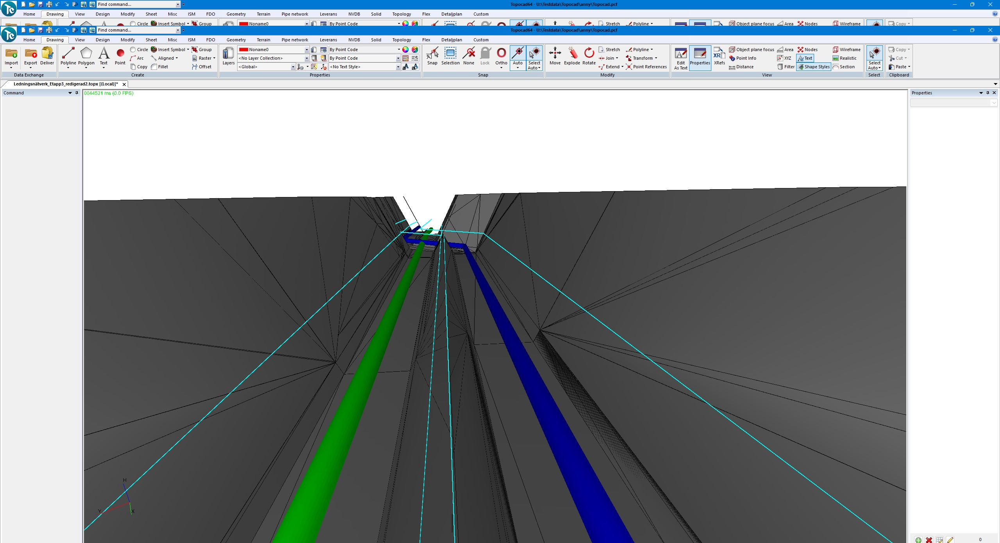 Find command...
Topocad64 - U:\Testdata\Topocad\anny\Topocad.pcf
Tc
Home Drawing View Design Modify Sheet Misc ISM FDO Geometry Terrain Pipe network Leverans NVDB Solid Topology Flex Detaljplan Custom
Circle Insert Symbol Group Noname0 By Point Code Stretch Polyline Object plane focus Area Nodes Wireframe Copy
Find command...
Topocad64 - U:\Testdata\Topocad\anny\Topocad.pcf
Tc
Home Drawing View Design Modify Sheet Misc ISM FDO Geometry Terrain Pipe network Leverans NVDB Solid Topology Flex Detaljplan Custom
Circle Insert Symbol Group Noname0 By Point Code Stretch Polyline Object plane focus Area Nodes Wireframe Copy
Arc Aligned Raster <No Layer Collection> By Point Code Join Transform Point Info XYZ Text Realistic Cut
Import Export Deliver Polyline Polygon Text Point Layers Snap Selection None Lock Ortho Auto Select Auto Move Explode Rotate Edit As Text Properties XRefs Select Auto
Copy Fillet Offset <Global> <No Text Style> Extend Point References Distance Filter Shape Styles Section Paste
Data Exchange Create Properties Snap Modify View Select Clipboard
Ledningsnätverk_Etapp3_redigerad2.topx [(Local)]*
Command
0044531 ms (0.0 FPS)
Properties
H
Y
X
0